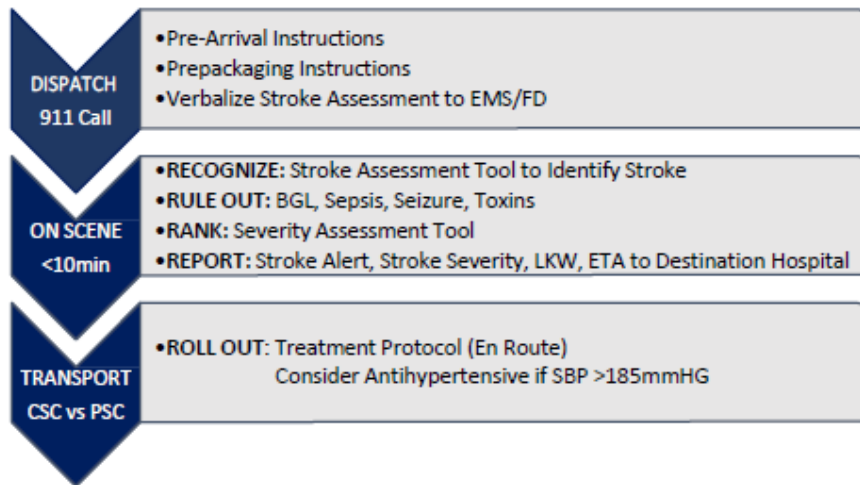 DISPATCH
911 Call
•Pre-Arrival Instructions
•Prepackaging Instructions
•Verbalize Stroke Assessment to EMS/FD
ON SCENE
<10min
•RECOGNIZE: Stroke Assessment Tool to Identify Stroke
•RULE OUT: BGL, Sepsis, Seizure, Toxins
•RANK: Severity Assessment Tool
•REPORT: Stroke Alert, Stroke Severity, LKW, ETA to Destination Hospital
TRANSPORT
CSC vs PSC
•ROLL OUT: Treatment Protocol (En Route)
Consider Antihypertensive if SBP >185mmHG